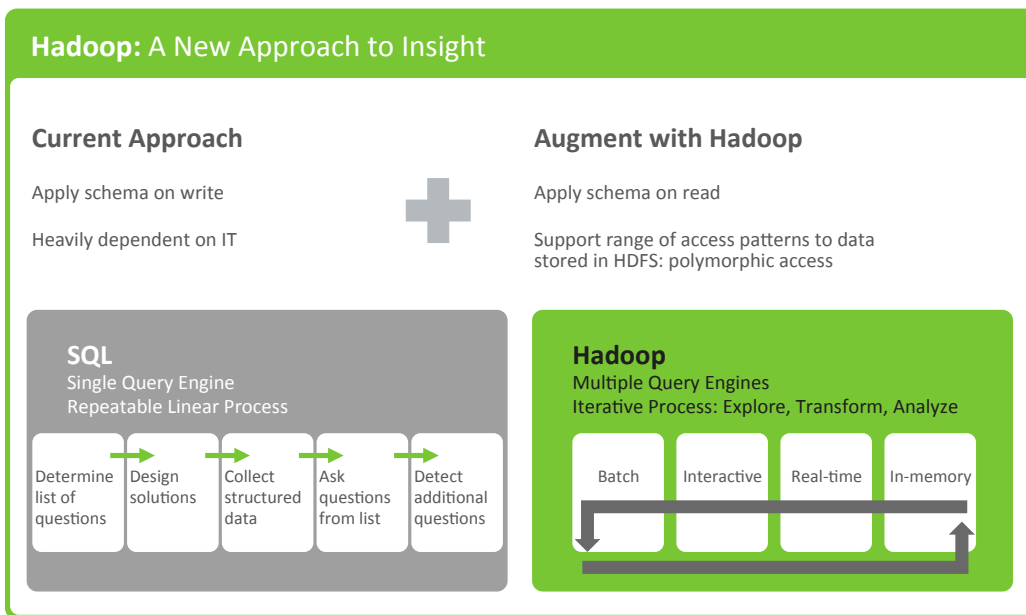 Hadoop: A New Approach to Insight
Current Approach
Apply schema on write
Heavily dependent on IT
Augment with Hadoop
Apply schema on read
Support range of access patterns to data
stored in HDFS: polymorphic access
SQL
Single Query Engine
Repeatable Linear Process
Determine
list of
questions
Design
solutions
Collect
structured
data
Ask
questions
from list
Detect
additional
questions
Hadoop
Multiple Query Engines
Iterative Process: Explore, Transform, Analyze
Batch
Interactive
Real-time
In-memory